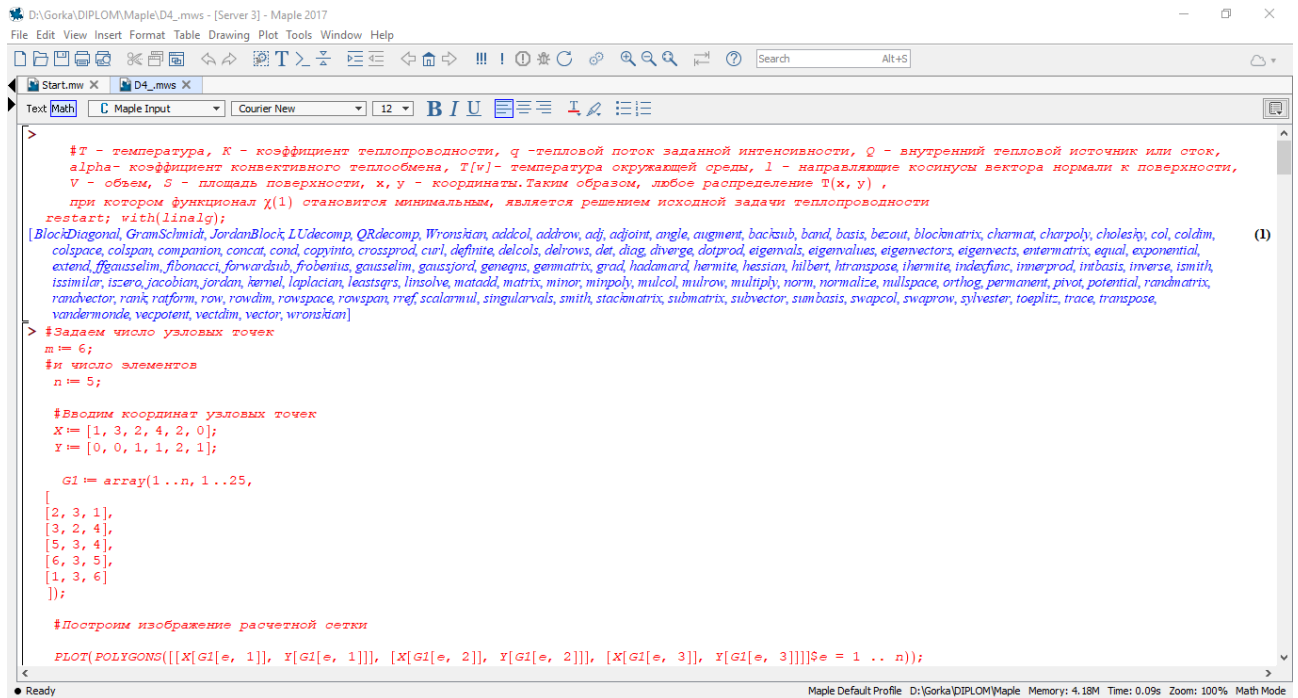 D:\Gorka\DIPLOM\Maple\D4_.mws - [Server 3] - Maple 2017
File Edit View Insert Format Table Drawing Plot Tools Window Help
Search Alt+S
Start.mw D4_.mws
Text Math C Maple Input Courier New 12 B I U
>
#T - температура, K - коэффициент теплопроводности, q -тепловой поток заданной интенсивности, Q - внутренний тепловой источник или сток,
alpha- коэффициент конвективного теплообмена, T[w]- температура окружающей среды, l - направляющие косинусы вектора нормали к поверхности,
V - объем, S - площадь поверхности, x, y - координаты.Таким образом, любое распределение T(x, y) ,
при котором функционал χ(1) становится минимальным, является решением исходной задачи теплопроводности
restart; with(linalg);
[BlockDiagonal, GramSchmidt, JordanBlock, LUdecomp, QRdecomp, Wronskian, addcol, addrow, adj, adjoint, angle, augment, backsub, band, basis, bezout, blockmatrix, charmat, charpoly, cholesky, col, coldim, (1)
colspace, colspan, companion, concat, cond, copyinto, crossprod, curl, definite, delcols, delrows, det, diag, diverge, dotprod, eigenvals, eigenvalues, eigenvectors, eigenvects, entermatrix, equal, exponential,
extend, ffgausselim, fibonacci, forwardsub, frobenius, gausselim, gaussjord, geneqns, genmatrix, grad, hadamard, hermite, hessian, hilbert, htranspose, ihermite, indexfunc, innerprod, intbasis, inverse, ismith,
issimilar, iszero, jacobian, jordan, kernel, laplacian, leastsqrs, linsolve, matadd, matrix, minor, minpoly, mulcol, mulrow, multiply, norm, normalize, nullspace, orthog, permanent, pivot, potential, randmatrix,
randvector, rank, ratform, row, rowdim, rowspace, rowspan, rref, scalarmul, singularvals, smith, stackmatrix, submatrix, subvector, sumbasis, swapcol, swaprow, sylvester, toeplitz, trace, transpose,
vandermonde, vecpotent, vectdim, vector, wronskian]
> #Задаем число узловых точек
m := 6;
#и число элементов
n := 5;
#Вводим координат узловых точек
X := [1, 3, 2, 4, 2, 0];
Y := [0, 0, 1, 1, 2, 1];
G1 := array(1..n, 1..25,
[
[2, 3, 1],
[3, 2, 4],
[5, 3, 4],
[6, 3, 5],
[1, 3, 6]
]);
#Построим изображение расчетной сетки
PLOT(POLYGONS([[X[G1[e, 1]], Y[G1[e, 1]]], [X[G1[e, 2]], Y[G1[e, 2]]], [X[G1[e, 3]], Y[G1[e, 3]]]]$e = 1 .. n));
Ready Maple Default Profile D:\Gorka\DIPLOM\Maple Memory: 4.18M Time: 0.09s Zoom: 100% Math Mode